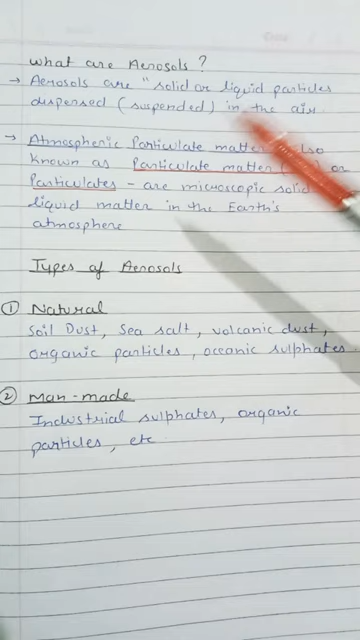 what are Aerosols ?
→ Aerosols are "solid or liquid particles
dispersed (suspended) in the air
→ Atmospheric Particulate matter also
known as Particulate matter ( ) or
Particulates - are microscopic solid
liquid matter in the Earth's
atmosphere
Types of Aerosols
① Natural
Soil Dust, Sea salt, volcanic dust,
organic particles, oceanic sulphates
② Man-made
Industrial sulphates, organic
particles, etc